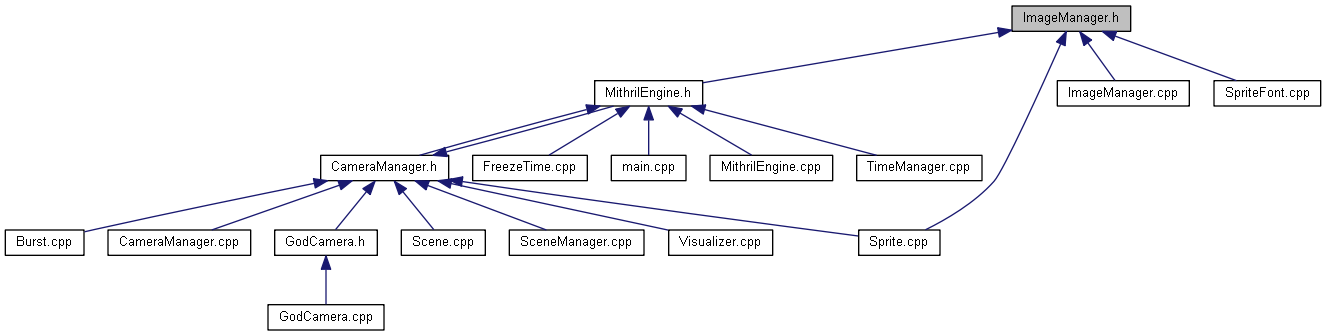 ImageManager.h
MithrilEngine.h
ImageManager.cpp
SpriteFont.cpp
CameraManager.h
FreezeTime.cpp
main.cpp
MithrilEngine.cpp
TimeManager.cpp
Burst.cpp
CameraManager.cpp
GodCamera.h
Scene.cpp
SceneManager.cpp
Visualizer.cpp
Sprite.cpp
GodCamera.cpp